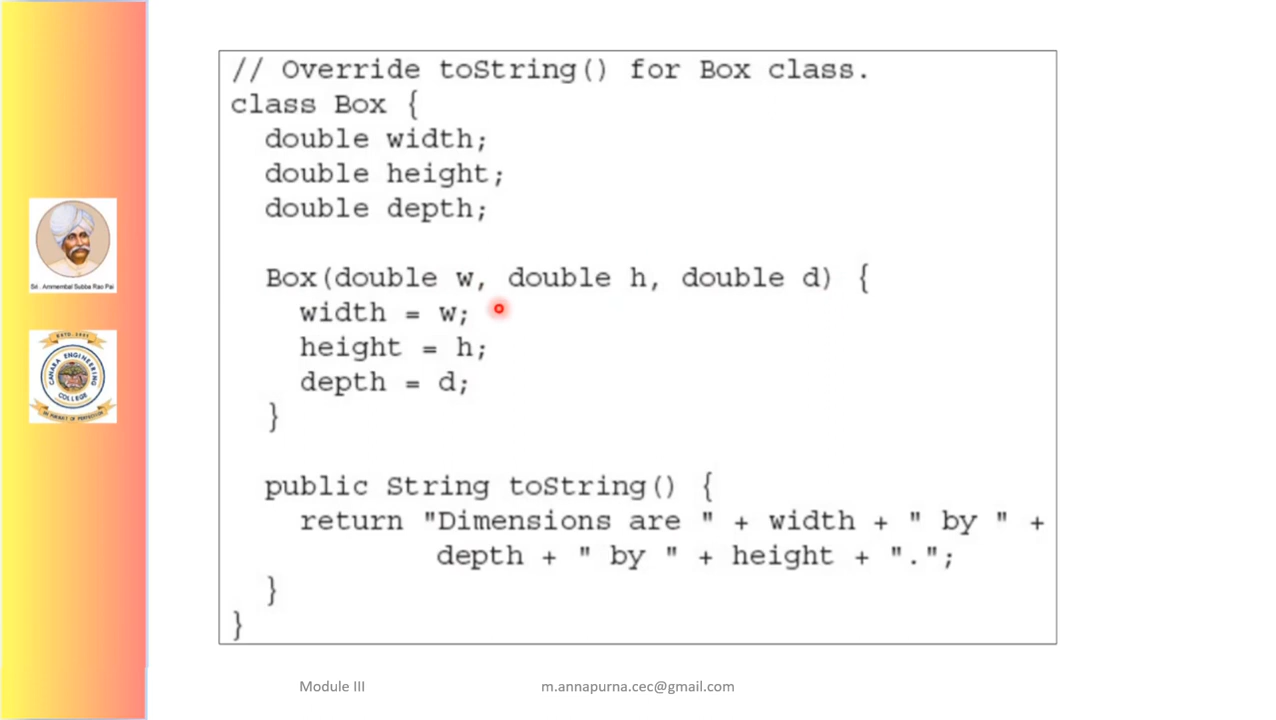 // Override toString() for Box class.
class Box {
  double width;
  double height;
  double depth;
  Box(double w, double h, double d) {
    width = w;
    height = h;
    depth = d;
  }
  public String toString() {
    return "Dimensions are " + width + " by " +
            depth + " by " + height + ".";
  }
}
Sri . Ammembal Subba Rao Pai
CANARA ENGINEERING
COLLEGE
Module III
m.annapurna.cec@gmail.com